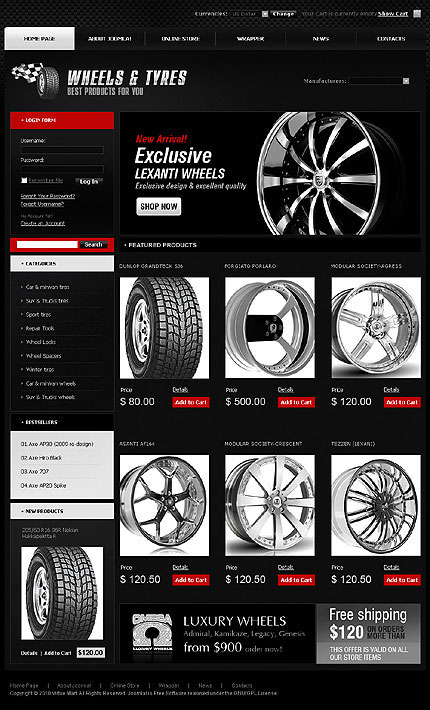 Currencies: US Dollar Change Your Cart is currently empty. Show Cart
HOME PAGE ABOUT JOOMLA! ONLINE STORE WRAPPER NEWS CONTACTS
WHEELS & TYRES
BEST PRODUCTS FOR YOU
Manufacturers:
LOGIN FORM
Username:
Password:
Remember Me Log In
Forgot Your Password?
Forgot Username?
No Account Yet?
Create an Account
Search
New Arrival!
Exclusive
LEXANTI WHEELS
Exclusive design & excellent quality
SHOP NOW
CATEGORIES
Car & minivan tires
Suv & Trucks tires
Sport tires
Repair Tools
Wheel Locks
Wheel Spacers
Winter tires
Car & minivan wheels
Suv & Trucks wheels
BESTSELLERS
01. Axe AP30 (2009 re-design)
02. Axe Hiro Black
03. Axe 707
04. Axe AP20 Spike
NEW PRODUCTS
205/60 R16 96R Nokian
Hakkapeliitta R
Details | Add to Cart $120.00
FEATURED PRODUCTS
DUNLOP GRANDTECK S06 FORGIATO PORLARO MODULAR SOCIETY-AGRESS
Price Details Price Details Price Details
$ 80.00 Add to Cart $ 500.00 Add to Cart $ 120.00 Add to Cart
ASANTI AF144 MODULAR SOCIETY-CRESCENT TEZZEN (LEXANI)
Price Details Price Details Price Details
$ 120.50 Add to Cart $ 120.50 Add to Cart $ 120.50 Add to Cart
OMEGA
LUXURY WHEELS
LUXURY WHEELS
Admiral, Kamikaze, Legacy, Genesis
from $900 order now!
Free shipping
$120 ON ORDERS
MORE THAN
THIS OFFER IS VALID ON ALL
OUR STORE ITEMS
Home Page | About Joomla! | Online Store | Wrapper | News | Contacts
Copyright © 2010 Virtue Mart All Rights Reserved. Joomla! is Free Software released under the GNU/GPL License.